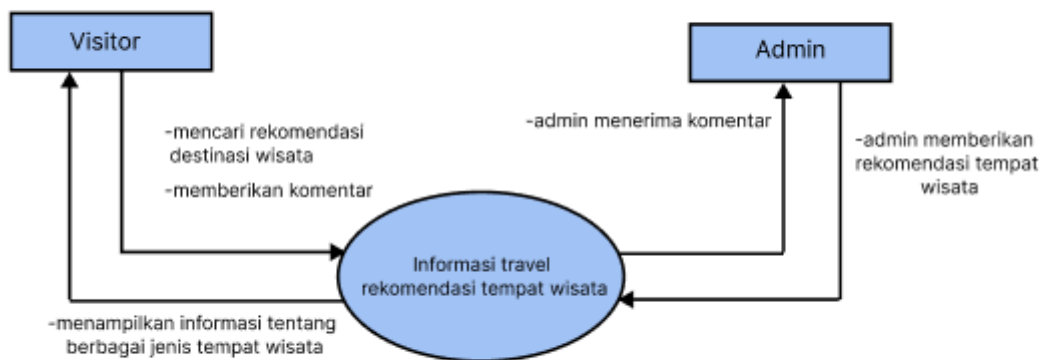 Visitor
Admin
-mencari rekomendasi
destinasi wisata
-memberikan komentar
-admin menerima komentar
-admin memberikan
rekomendasi tempat
wisata
Informasi travel
rekomendasi tempat wisata
-menampilkan informasi tentang
berbagai jenis tempat wisata